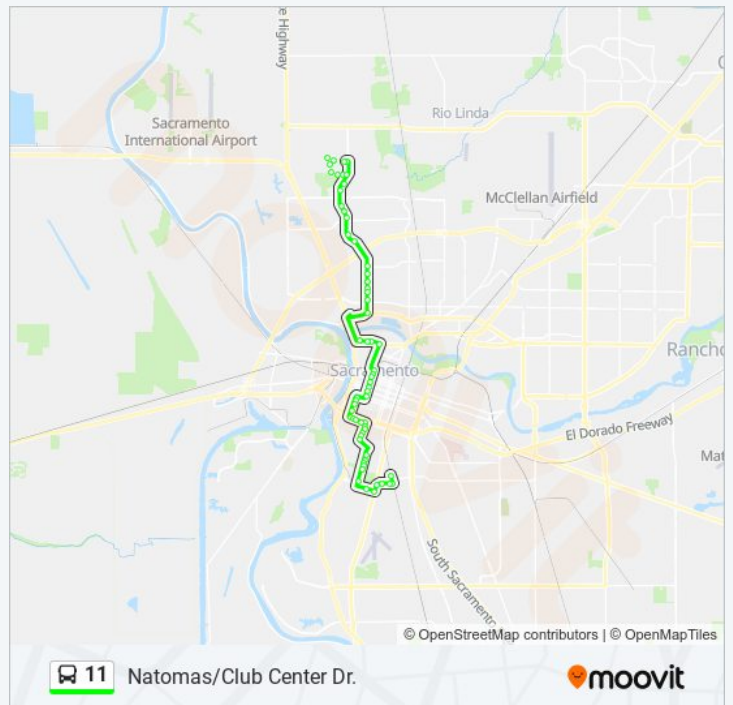 e Highway
Sacramento
International Airport
Rio Linda
McClellan Airfield
Sacramento
Rancho
El Dorado Freeway
Mat
South Sacramento
© OpenStreetMap contributors | © OpenMapTiles
11 Natomas/Club Center Dr.
moovit